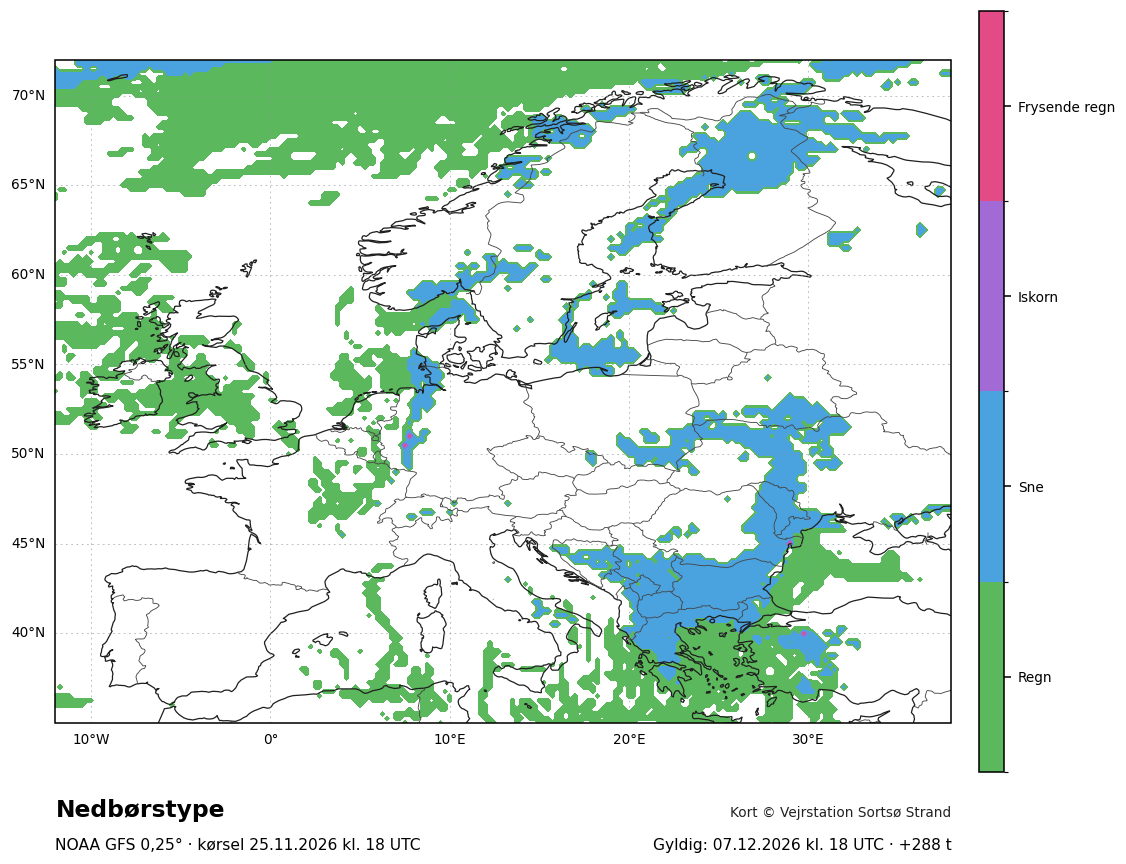 70°N
65°N
60°N
55°N
50°N
45°N
40°N
10°W
0°
10°E
20°E
30°E
Frysende regn
Iskorn
Sne
Regn
Nedbørstype
Kort © Vejrstation Sortsø Strand
NOAA GFS 0,25° · kørsel 25.11.2026 kl. 18 UTC
Gyldig: 07.12.2026 kl. 18 UTC · +288 t